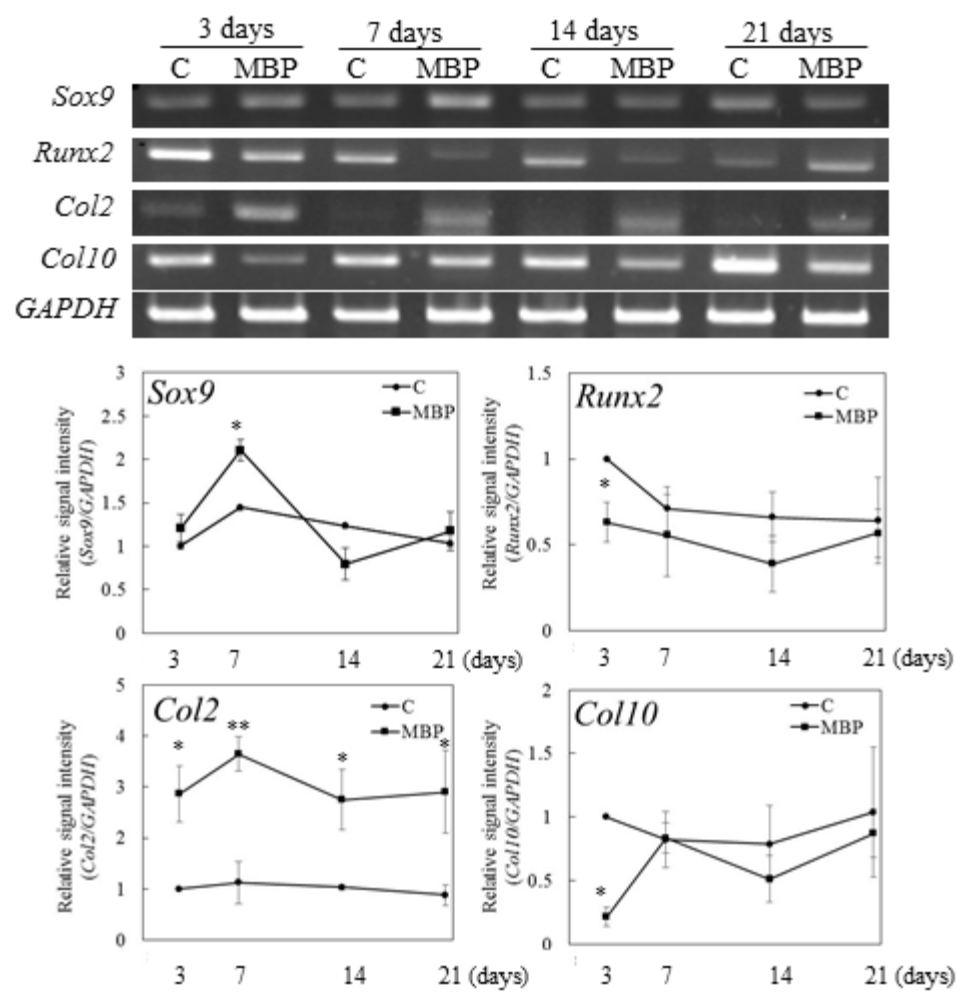 3 days 7 days 14 days 21 days
C MBP C MBP C MBP C MBP
Sox9
Runx2
Col2
Col10
GAPDH
Sox9
C
MBP
*
Relative signal intensity
(Sox9/GAPDH)
3
2.5
2
1.5
1
0.5
0
3 7 14 21 (days)
Runx2
C
MBP
*
Relative signal intensity
(Runx2/GAPDH)
1.5
1
0.5
0
3 7 14 21 (days)
Col2
C
MBP
* ** * *
Relative signal intensity
(Col2/GAPDH)
5
4
3
2
1
0
3 7 14 21 (days)
Col10
C
MBP
*
Relative signal intensity
(Col10/GAPDH)
2
1.5
1
0.5
0
3 7 14 21 (days)